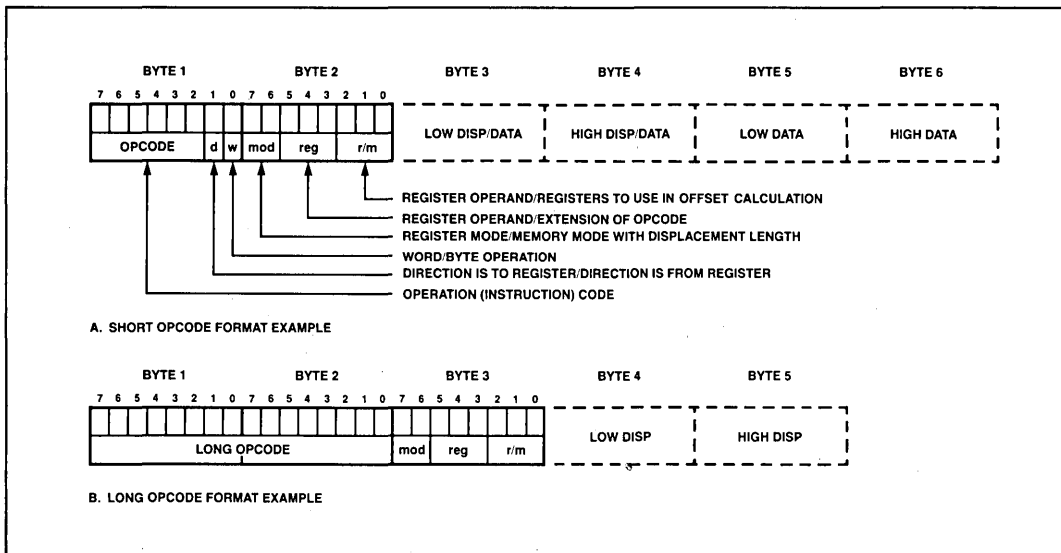 BYTE 1 BYTE 2 BYTE 3 BYTE 4 BYTE 5 BYTE 6
7 6 5 4 3 2 1 0 7 6 5 4 3 2 1 0
OPCODE d w mod reg r/m LOW DISP/DATA HIGH DISP/DATA LOW DATA HIGH DATA
REGISTER OPERAND/REGISTERS TO USE IN OFFSET CALCULATION
REGISTER OPERAND/EXTENSION OF OPCODE
REGISTER MODE/MEMORY MODE WITH DISPLACEMENT LENGTH
WORD/BYTE OPERATION
DIRECTION IS TO REGISTER/DIRECTION IS FROM REGISTER
OPERATION (INSTRUCTION) CODE
A. SHORT OPCODE FORMAT EXAMPLE
BYTE 1 BYTE 2 BYTE 3 BYTE 4 BYTE 5
7 6 5 4 3 2 1 0 7 6 5 4 3 2 1 0 7 6 5 4 3 2 1 0
LONG OPCODE mod reg r/m LOW DISP HIGH DISP
B. LONG OPCODE FORMAT EXAMPLE